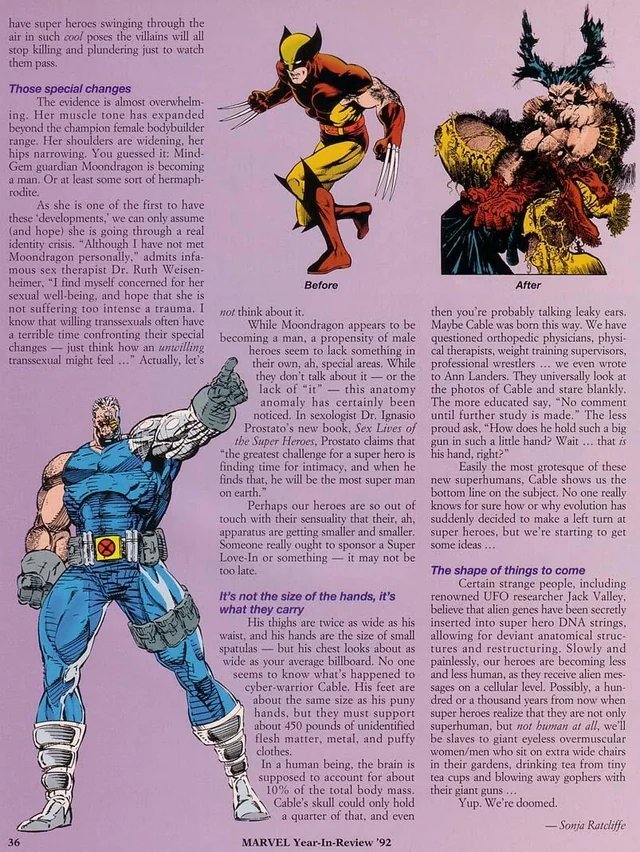 have super heroes swinging through the
air in such cool poses the villains will all
stop killing and plundering just to watch
them pass.
Those special changes
The evidence is almost overwhelm-
ing. Her muscle tone has expanded
beyond the champion female bodybuilder
range. Her shoulders are widening, her
hips narrowing. You guessed it: Mind-
Gem guardian Moondragon is becoming
a man. Or at least some sort of hermaph-
rodite.
As she is one of the first to have
these ‘developments,’ we can only assume
(and hope) she is going through a real
identity crisis. “Although I have not met
Moondragon personally,” admits infa-
mous sex therapist Dr. Ruth Weisen-
heimer, “I find myself concerned for her
sexual well-being, and hope that she is
not suffering too intense a trauma. I
know that willing transsexuals often have
a terrible time confronting their special
changes — just think how an unwilling
transsexual might feel …” Actually, let’s
Before
After
not think about it.
While Moondragon appears to be
becoming a man, a propensity of male
heroes seem to lack something in
their own, ah, special areas. While
they don’t talk about it — or the
lack of “it” — this anatomy
anomaly has certainly been
noticed. In sexologist Dr. Ignasio
Prostato’s new book, Sex Lives of
the Super Heroes, Prostato claims that
“the greatest challenge for a super hero is
finding time for intimacy, and when he
finds that, he will be the most super man
on earth.”
Perhaps our heroes are so out of
touch with their sensuality that their, ah,
apparatus are getting smaller and smaller.
Someone really ought to sponsor a Super
Love-In or something — it may not be
too late.
It’s not the size of the hands, it’s
what they carry
His thighs are twice as wide as his
waist, and his hands are the size of small
spatulas — but his chest looks about as
wide as your average billboard. No one
seems to know what’s happened to
cyber-warrior Cable. His feet are
about the same size as his puny
hands, but they must support
about 450 pounds of unidentified
flesh matter, metal, and puffy
clothes.
In a human being, the brain is
supposed to account for about
10% of the total body mass.
Cable’s skull could only hold
a quarter of that, and even
then you’re probably talking leaky ears.
Maybe Cable was born this way. We have
questioned orthopedic physicians, physi-
cal therapists, weight training supervisors,
professional wrestlers … we even wrote
to Ann Landers. They universally look at
the photos of Cable and stare blankly.
The more educated say, “No comment
until further study is made.” The less
proud ask, “How does he hold such a big
gun in such a little hand? Wait … that is
his hand, right?”
Easily the most grotesque of these
new superhumans, Cable shows us the
bottom line on the subject. No one really
knows for sure how or why evolution has
suddenly decided to make a left turn at
super heroes, but we’re starting to get
some ideas …
The shape of things to come
Certain strange people, including
renowned UFO researcher Jack Valley,
believe that alien genes have been secretly
inserted into super hero DNA strings,
allowing for deviant anatomical struc-
tures and restructuring. Slowly and
painlessly, our heroes are becoming less
and less human, as they receive alien mes-
sages on a cellular level. Possibly, a hun-
dred or a thousand years from now when
super heroes realize that they are not only
superhuman, but not human at all, we’ll
be slaves to giant eyeless overmuscular
women/men who sit on extra wide chairs
in their gardens, drinking tea from tiny
tea cups and blowing away gophers with
their giant guns …
Yup. We’re doomed.
— Sonja Ratcliffe
36
MARVEL Year-In-Review ’92